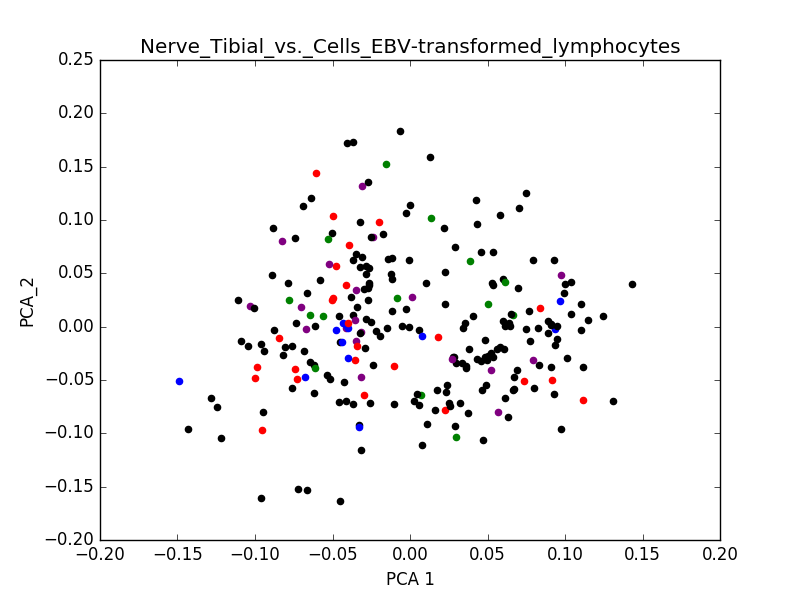 Nerve_Tibial_vs._Cells_EBV-transformed_lymphocytes
0.25
0.20
0.15
0.10
0.05
0.00
−0.05
−0.10
−0.15
−0.20
PCA_2
−0.20 −0.15 −0.10 −0.05 0.00 0.05 0.10 0.15 0.20
PCA 1